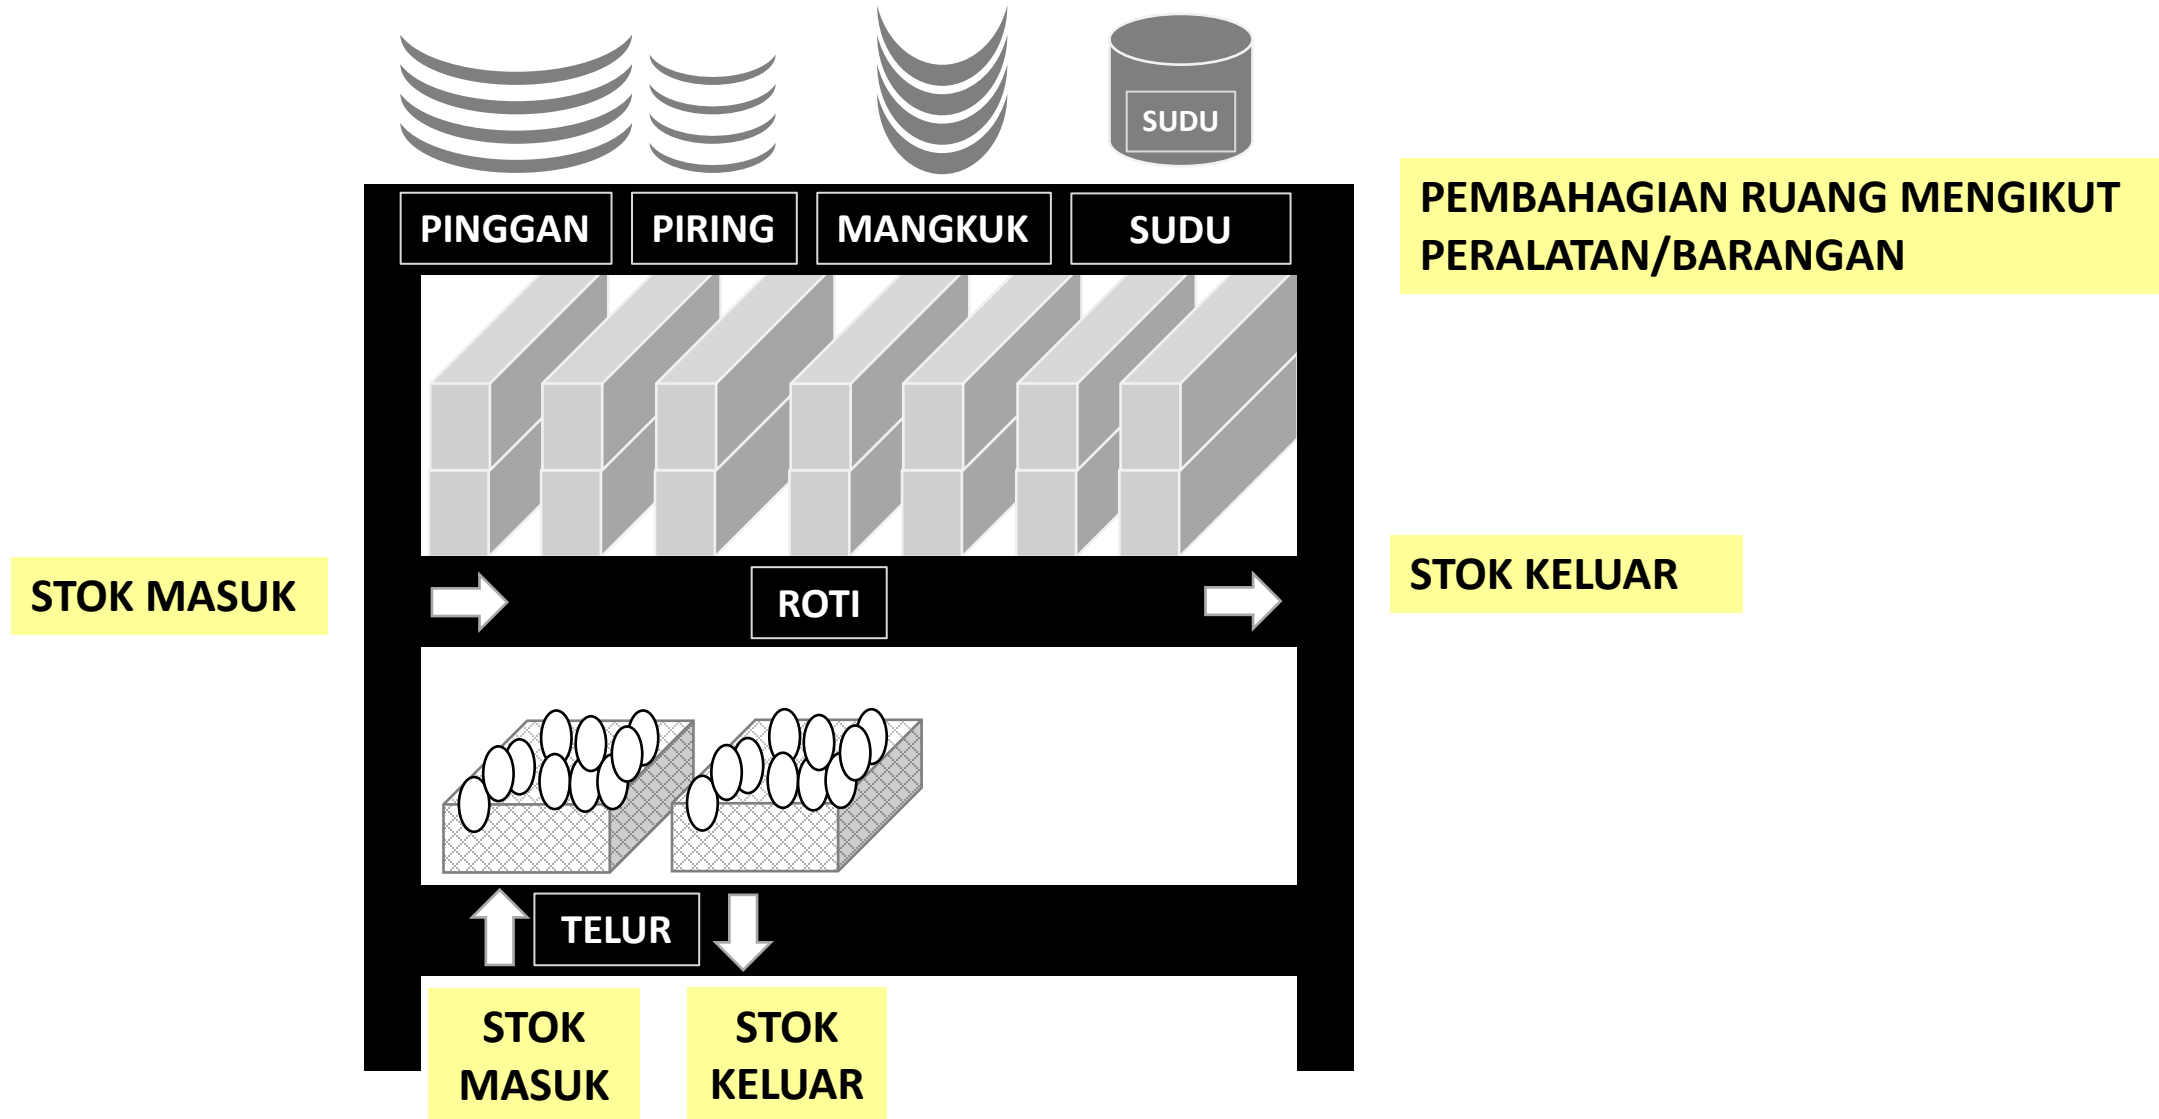 SUDU
PINGGAN
PIRING
MANGKUK
SUDU
PEMBAHAGIAN RUANG MENGIKUT
PERALATAN/BARANGAN
STOK MASUK
ROTI
STOK KELUAR
TELUR
STOK
MASUK
STOK
KELUAR